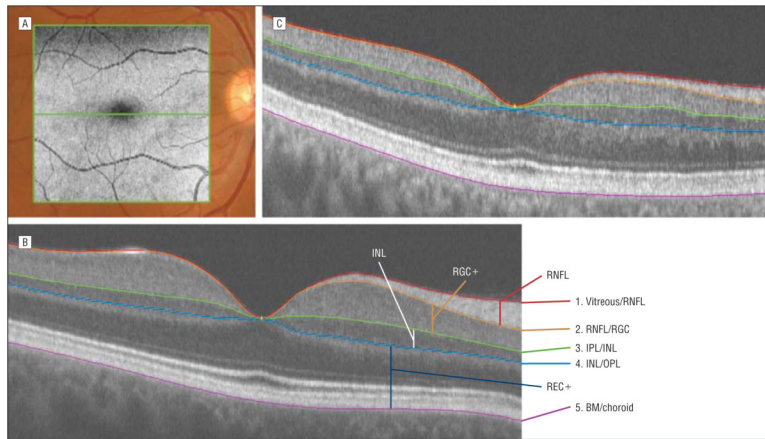 A
C
B
INL
RGC+
RNFL
1. Vitreous/RNFL
2. RNFL/RGC
3. IPL/INL
4. INL/OPL
REC+
5. BM/choroid